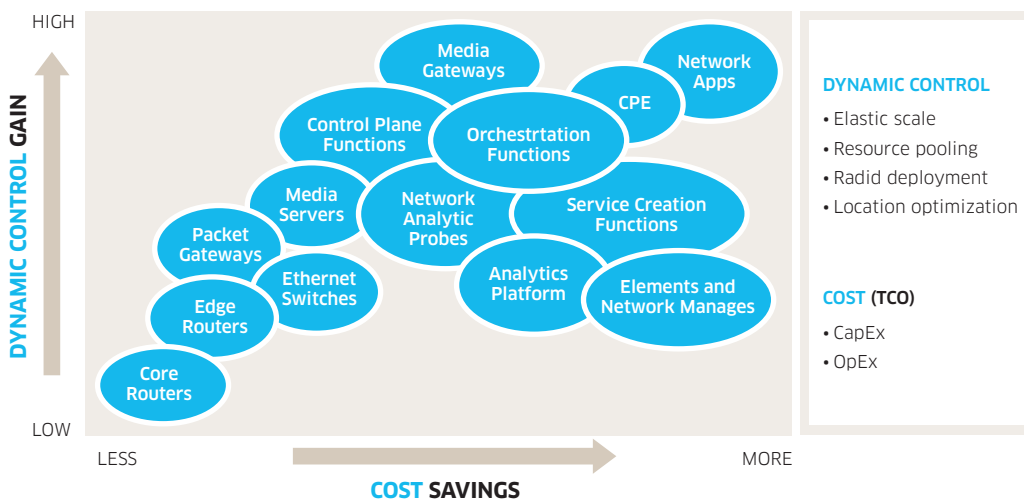 HIGH
DYNAMIC CONTROL GAIN
LOW
Media
Gateways
Network
Apps
CPE
Control Plane
Functions
Orchestrtation
Functions
Media
Servers
Network
Analytic
Probes
Service Creation
Functions
Packet
Gateways
Ethernet
Switches
Analytics
Platform
Elements and
Network Manages
Edge
Routers
Core
Routers
LESS
MORE
COST SAVINGS
DYNAMIC CONTROL
• Elastic scale
• Resource pooling
• Radid deployment
• Location optimization
COST (TCO)
• CapEx
• OpEx